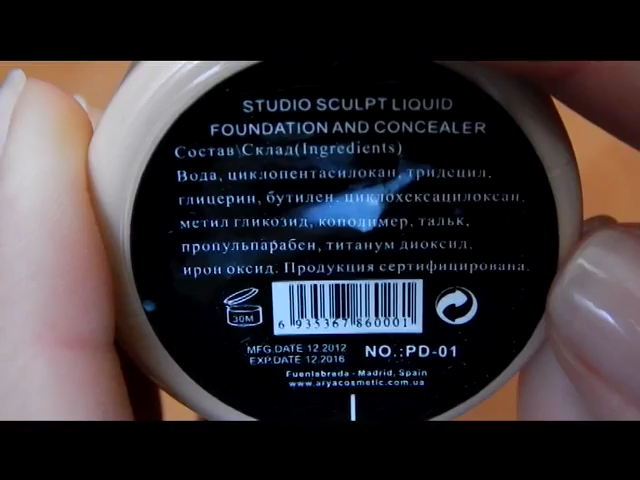 STUDIO SCULPT LIQUID
FOUNDATION AND CONCEALER
Состав\Склад(Ingredients)
Вода, циклопентасилокан, тридецил,
глицерин, бутилен, циклохексацилоксан,
метил гликозид, кополимер, тальк,
пропульпарабен, титанум диоксид,
ирон оксид. Продукция сертифицирована.
30M
6 935367 860001
MFG.DATE 12.2012
EXP.DATE 12.2016
NO.:PD-01
Fuenlabreda - Madrid, Spain
www.aryacosmetic.com.ua